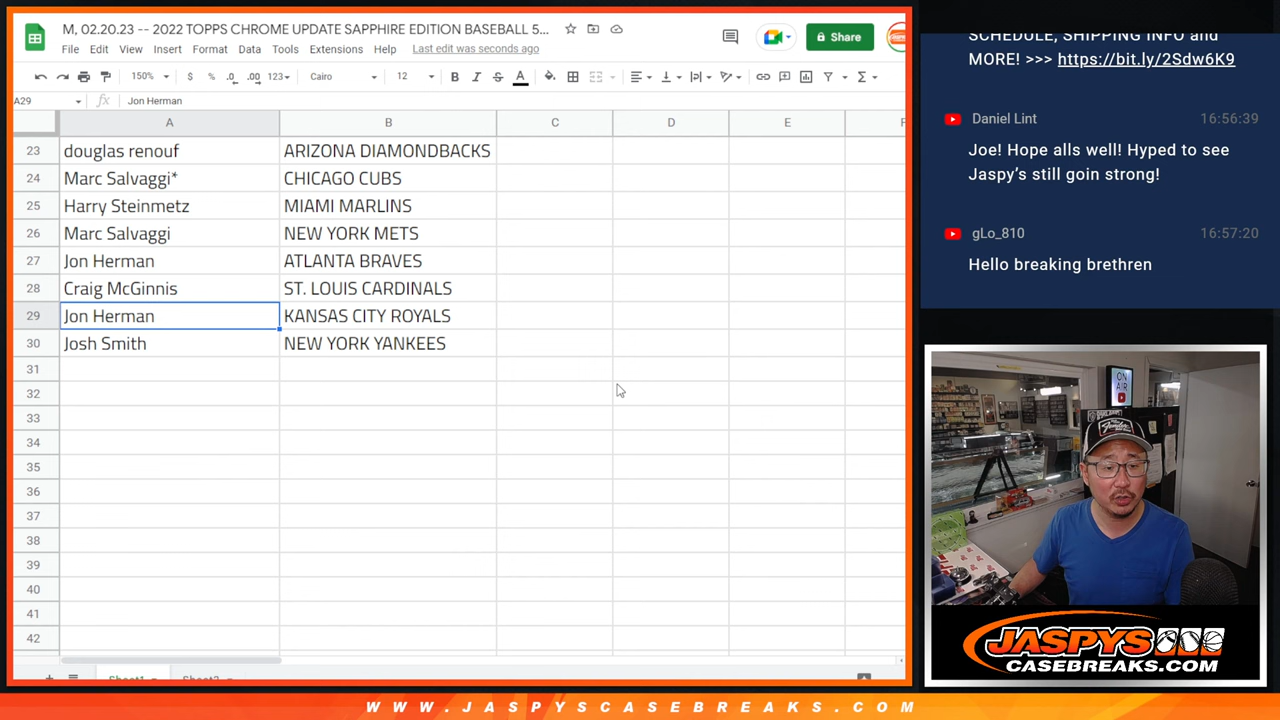 M, 02.20.23 -- 2022 TOPPS CHROME UPDATE SAPPHIRE EDITION BASEBALL 5...
File Edit View Insert Format Data Tools Extensions Help Last edit was seconds ago
Share
150% $ % .0 .00 123 Cairo 12 B I S A
A29 fx Jon Herman
A B C D E F
23 douglas renouf ARIZONA DIAMONDBACKS
24 Marc Salvaggi* CHICAGO CUBS
25 Harry Steinmetz MIAMI MARLINS
26 Marc Salvaggi NEW YORK METS
27 Jon Herman ATLANTA BRAVES
28 Craig McGinnis ST. LOUIS CARDINALS
29 Jon Herman KANSAS CITY ROYALS
30 Josh Smith NEW YORK YANKEES
31
32
33
34
35
36
37
38
39
40
41
42
Sheet1 Sheet2
SCHEDULE, SHIPPING INFO and
MORE! >>> https://bit.ly/2Sdw6K9
Daniel Lint 16:56:39
Joe! Hope alls well! Hyped to see
Jaspy’s still goin strong!
gLo_810 16:57:20
Hello breaking brethren
ON
AIR
Fender
JASPYS
CASEBREAKS.COM
WWW.JASPYSCASEBREAKS.COM